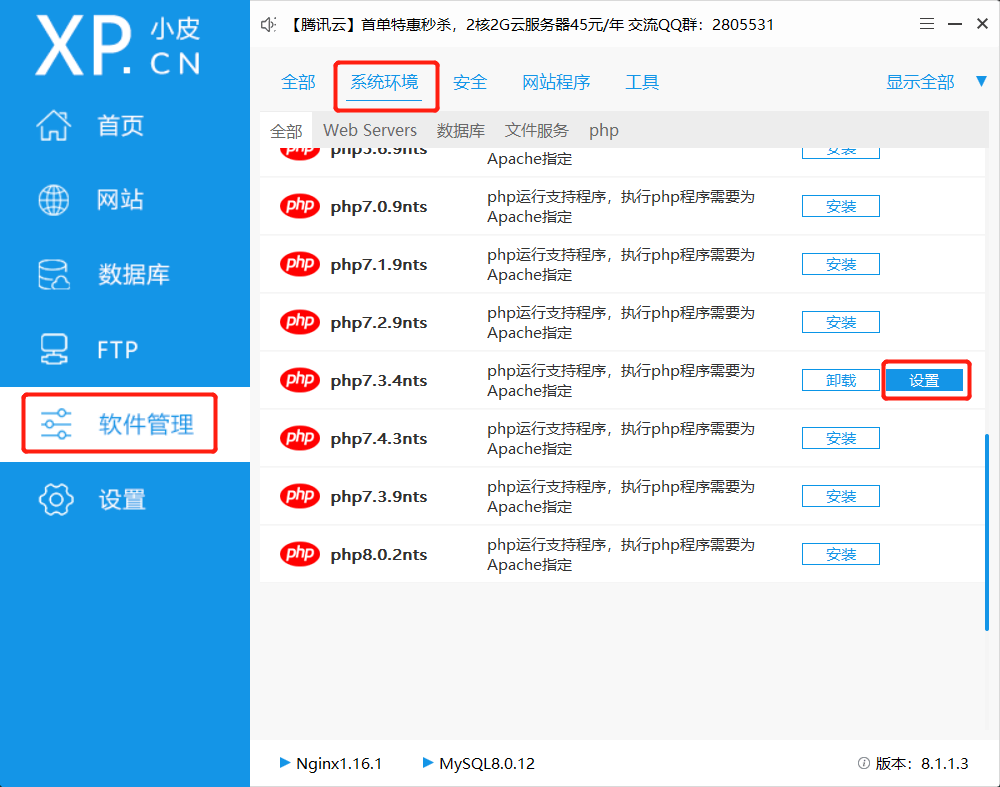 XP.CN 小皮
【腾讯云】首单特惠秒杀，2核2G云服务器45元/年 交流QQ群：2805531
首页
网站
数据库
FTP
软件管理
设置
全部 系统环境 安全 网站程序 工具 显示全部
全部 Web Servers 数据库 文件服务 php
php php5.6.9nts Apache指定 安装
php php7.0.9nts php运行支持程序，执行php程序需要为 安装
Apache指定
php php7.1.9nts php运行支持程序，执行php程序需要为 安装
Apache指定
php php7.2.9nts php运行支持程序，执行php程序需要为 安装
Apache指定
php php7.3.4nts php运行支持程序，执行php程序需要为 卸载 设置
Apache指定
php php7.4.3nts php运行支持程序，执行php程序需要为 安装
Apache指定
php php7.3.9nts php运行支持程序，执行php程序需要为 安装
Apache指定
php php8.0.2nts php运行支持程序，执行php程序需要为 安装
Apache指定
Nginx1.16.1 MySQL8.0.12 版本：8.1.1.3